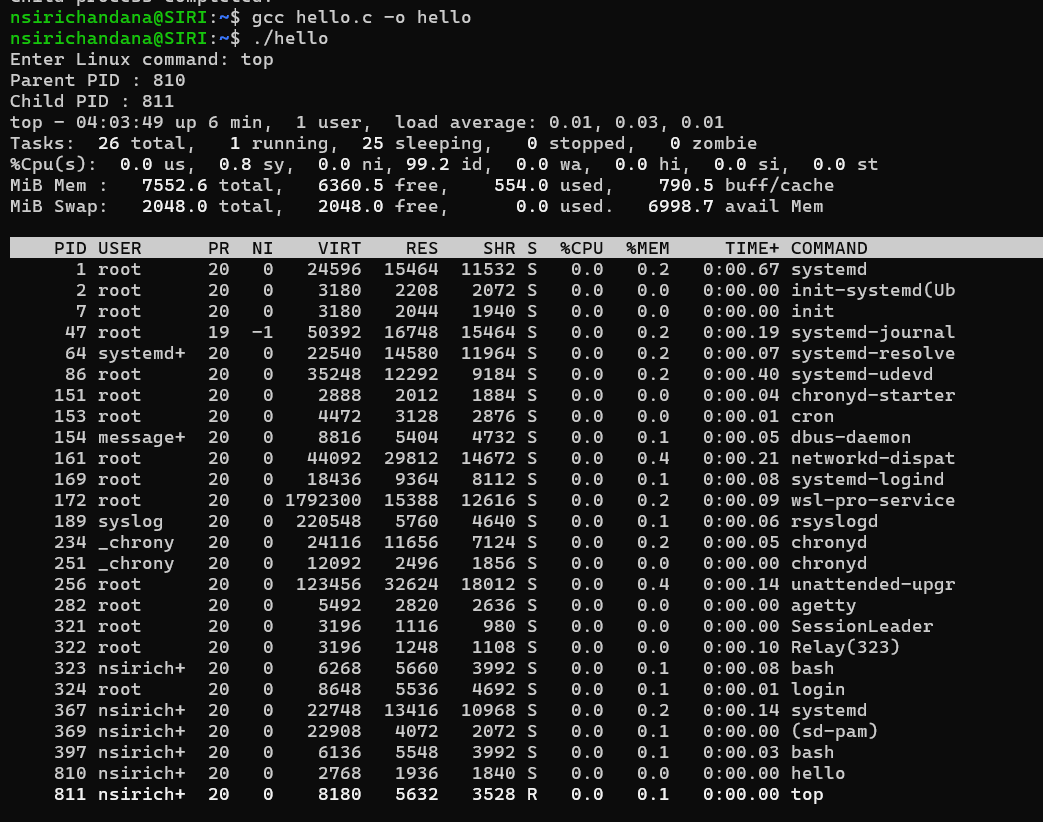 nsirichandana@SIRI:~$ gcc hello.c -o hello
nsirichandana@SIRI:~$ ./hello
Enter Linux command: top
Parent PID : 810
Child PID : 811
top - 04:03:49 up 6 min,  1 user,  load average: 0.01, 0.03, 0.01
Tasks:  26 total,   1 running,  25 sleeping,   0 stopped,   0 zombie
%Cpu(s):  0.0 us,  0.8 sy,  0.0 ni, 99.2 id,  0.0 wa,  0.0 hi,  0.0 si,  0.0 st
MiB Mem :   7552.6 total,   6360.5 free,    554.0 used,    790.5 buff/cache
MiB Swap:   2048.0 total,   2048.0 free,      0.0 used.   6998.7 avail Mem
PID USER      PR  NI    VIRT    RES    SHR S  %CPU  %MEM     TIME+ COMMAND
1 root      20   0   24596  15464  11532 S   0.0   0.2   0:00.67 systemd
2 root      20   0    3180   2208   2072 S   0.0   0.0   0:00.00 init-systemd(Ub
7 root      20   0    3180   2044   1940 S   0.0   0.0   0:00.00 init
47 root      19  -1   50392  16748  15464 S   0.0   0.2   0:00.19 systemd-journal
64 systemd+  20   0   22540  14580  11964 S   0.0   0.2   0:00.07 systemd-resolve
86 root      20   0   35248  12292   9184 S   0.0   0.2   0:00.40 systemd-udevd
151 root      20   0    2888   2012   1884 S   0.0   0.0   0:00.04 chronyd-starter
153 root      20   0    4472   3128   2876 S   0.0   0.0   0:00.01 cron
154 message+  20   0    8816   5404   4732 S   0.0   0.1   0:00.05 dbus-daemon
161 root      20   0   44092  29812  14672 S   0.0   0.4   0:00.21 networkd-dispat
169 root      20   0   18436   9364   8112 S   0.0   0.1   0:00.08 systemd-logind
172 root      20   0 1792300  15388  12616 S   0.0   0.2   0:00.09 wsl-pro-service
189 syslog    20   0  220548   5760   4640 S   0.0   0.1   0:00.06 rsyslogd
234 _chrony   20   0   24116  11656   7124 S   0.0   0.2   0:00.05 chronyd
251 _chrony   20   0   12092   2496   1856 S   0.0   0.0   0:00.00 chronyd
256 root      20   0  123456  32624  18012 S   0.0   0.4   0:00.14 unattended-upgr
282 root      20   0    5492   2820   2636 S   0.0   0.0   0:00.00 agetty
321 root      20   0    3196   1116    980 S   0.0   0.0   0:00.00 SessionLeader
322 root      20   0    3196   1248   1108 S   0.0   0.0   0:00.10 Relay(323)
323 nsirich+  20   0    6268   5660   3992 S   0.0   0.1   0:00.08 bash
324 root      20   0    8648   5536   4692 S   0.0   0.1   0:00.01 login
367 nsirich+  20   0   22748  13416  10968 S   0.0   0.2   0:00.14 systemd
369 nsirich+  20   0   22908   4072   2072 S   0.0   0.1   0:00.00 (sd-pam)
397 nsirich+  20   0    6136   5548   3992 S   0.0   0.1   0:00.03 bash
810 nsirich+  20   0    2768   1936   1840 S   0.0   0.0   0:00.00 hello
811 nsirich+  20   0    8180   5632   3528 R   0.0   0.1   0:00.00 top